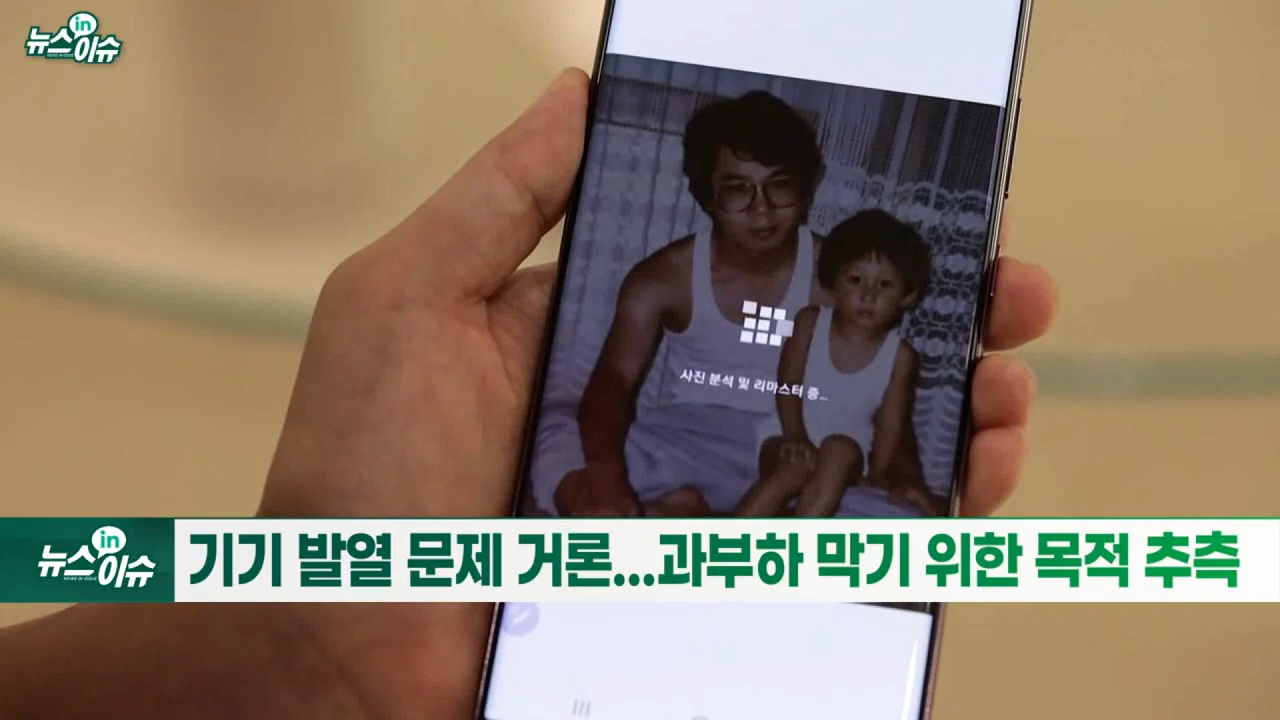 뉴스in이슈
사진 분석 및 리마스터 중...
뉴스in이슈
기기 발열 문제 거론...과부하 막기 위한 목적 추측